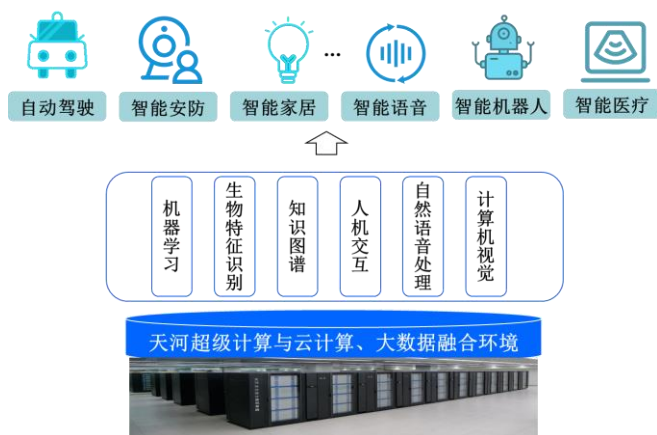 ...
自动驾驶
智能安防
智能家居
智能语音
智能机器人
智能医疗
机器学习
生物特征识别
知识图谱
人机交互
自然语音处理
计算机视觉
天河超级计算与云计算、大数据融合环境